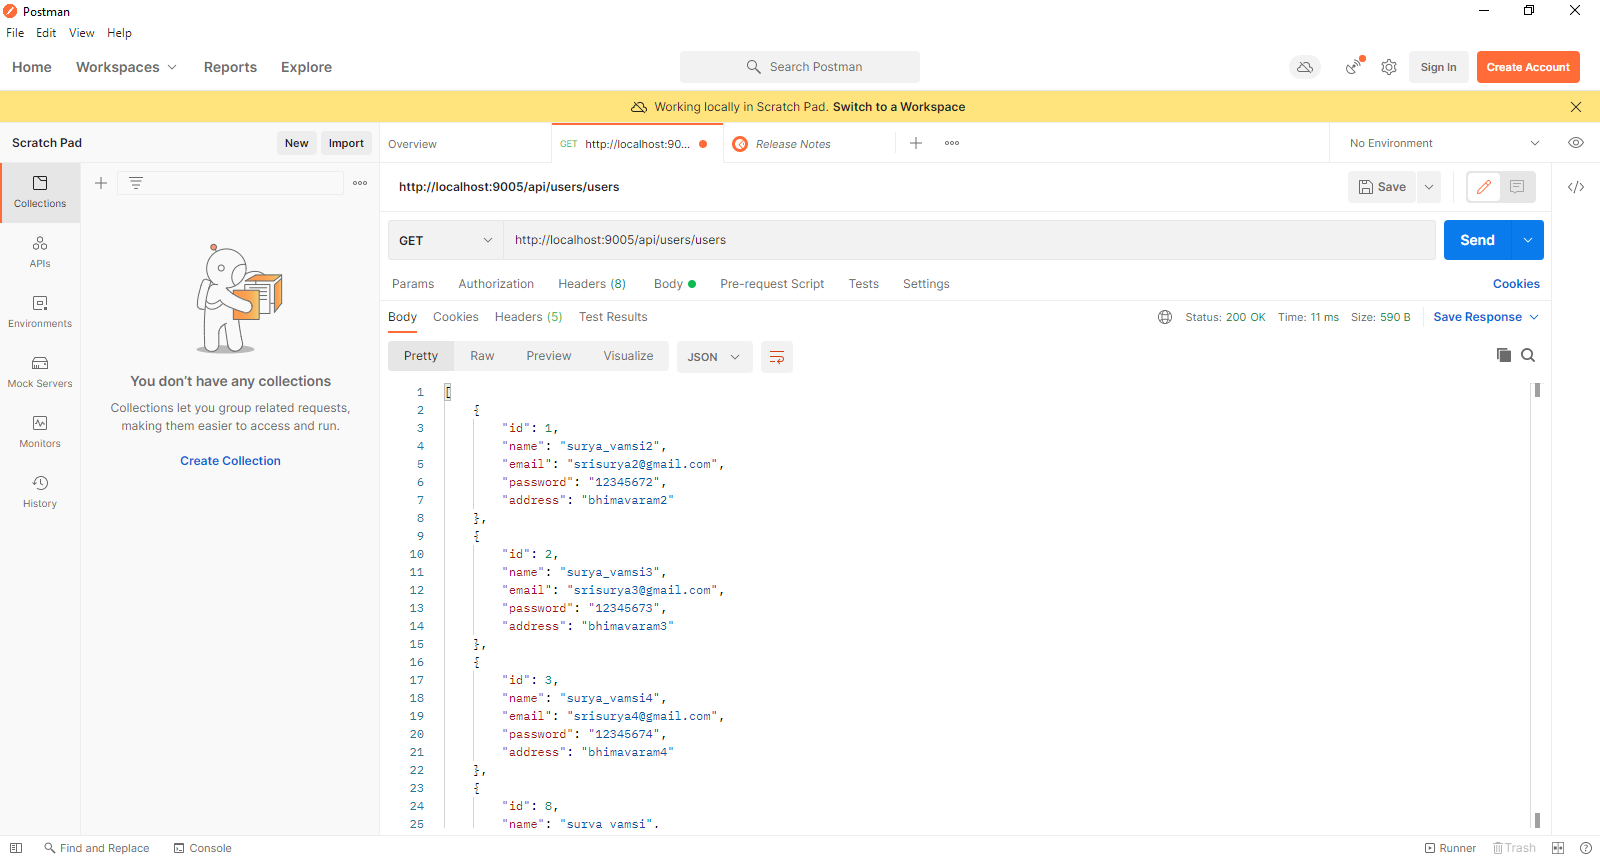 Postman
File Edit View Help
Home Workspaces Reports Explore Search Postman Sign In Create Account
Working locally in Scratch Pad. Switch to a Workspace
Scratch Pad New Import Overview GET http://localhost:90... Release Notes No Environment
http://localhost:9005/api/users/users Save
Collections
APIs
Environments
Mock Servers
Monitors
History
You don't have any collections
Collections let you group related requests,
making them easier to access and run.
Create Collection
GET http://localhost:9005/api/users/users Send
Params Authorization Headers (8) Body Pre-request Script Tests Settings Cookies
Body Cookies Headers (5) Test Results Status: 200 OK Time: 11 ms Size: 590 B Save Response
Pretty Raw Preview Visualize JSON
1 [
2 {
3 "id": 1,
4 "name": "surya_vamsi2",
5 "email": "srisurya2@gmail.com",
6 "password": "12345672",
7 "address": "bhimavaram2"
8 },
9 {
10 "id": 2,
11 "name": "surya_vamsi3",
12 "email": "srisurya3@gmail.com",
13 "password": "12345673",
14 "address": "bhimavaram3"
15 },
16 {
17 "id": 3,
18 "name": "surya_vamsi4",
19 "email": "srisurya4@gmail.com",
20 "password": "12345674",
21 "address": "bhimavaram4"
22 },
23 {
24 "id": 8,
25 "name": "surya_vamsi",
Find and Replace Console Runner Trash